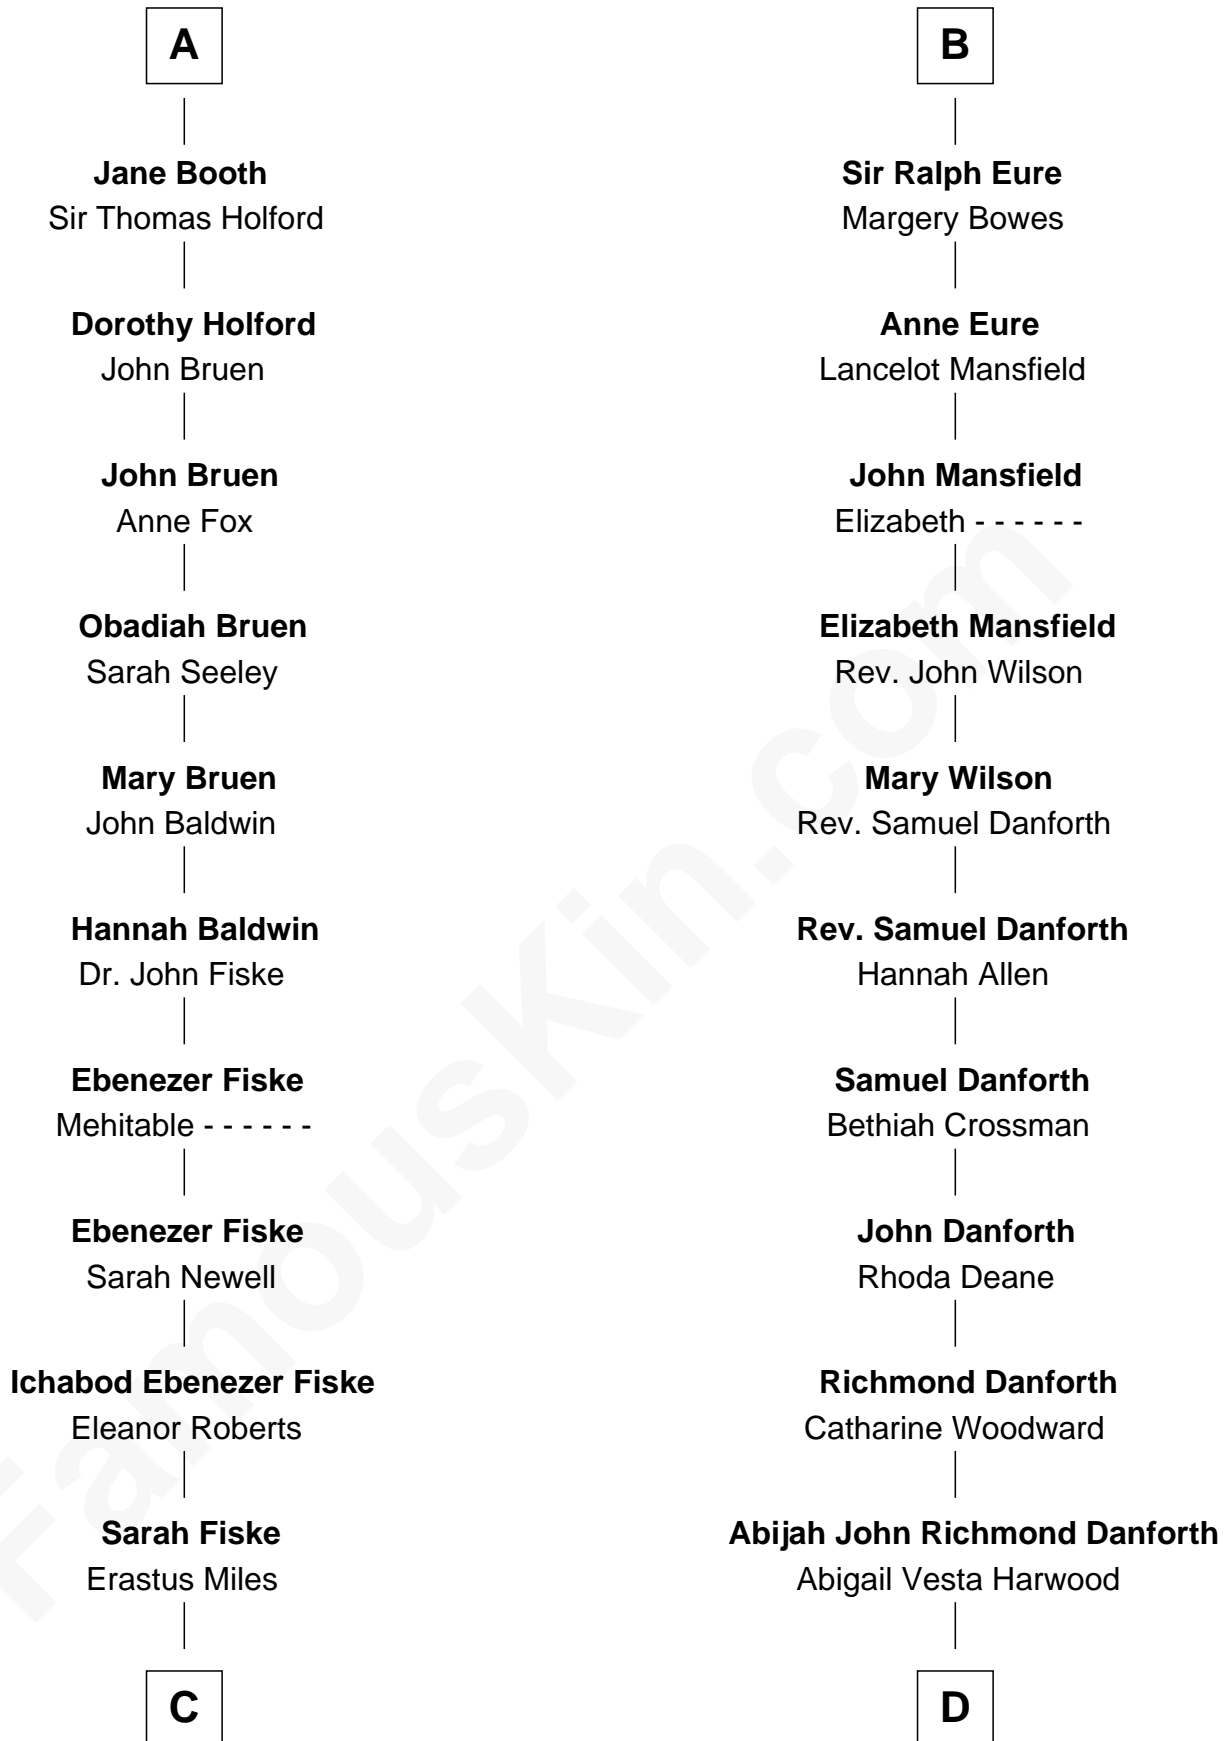 A
Jane Booth
Sir Thomas Holford
Dorothy Holford
John Bruen
John Bruen
Anne Fox
Obadiah Bruen
Sarah Seeley
Mary Bruen
John Baldwin
Hannah Baldwin
Dr. John Fiske
Ebenezer Fiske
Mehitable - - - - - -
Ebenezer Fiske
Sarah Newell
Ichabod Ebenezer Fiske
Eleanor Roberts
Sarah Fiske
Erastus Miles
C
B
Sir Ralph Eure
Margery Bowes
Anne Eure
Lancelot Mansfield
John Mansfield
Elizabeth - - - - - -
Elizabeth Mansfield
Rev. John Wilson
Mary Wilson
Rev. Samuel Danforth
Rev. Samuel Danforth
Hannah Allen
Samuel Danforth
Bethiah Crossman
John Danforth
Rhoda Deane
Richmond Danforth
Catharine Woodward
Abijah John Richmond Danforth
Abigail Vesta Harwood
D
FamousKin.com